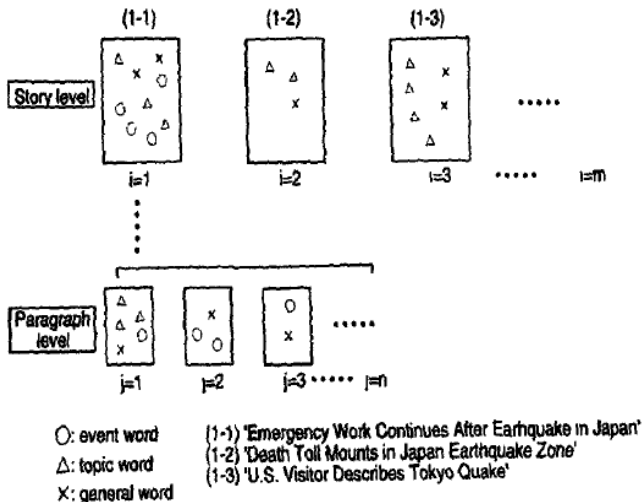 (1-1) (1-2) (1-3)
Story level
i=1 i=2 i=3 i=m
Paragraph
level
j=1 j=2 j=3 j=n
O: event word
Δ: topic word
×: general word
(1-1) 'Emergency Work Continues After Earhquake in Japan'
(1-2) 'Death Toll Mounts in Japan Earthquake Zone'
(1-3) 'U.S. Visitor Describes Tokyo Quake'